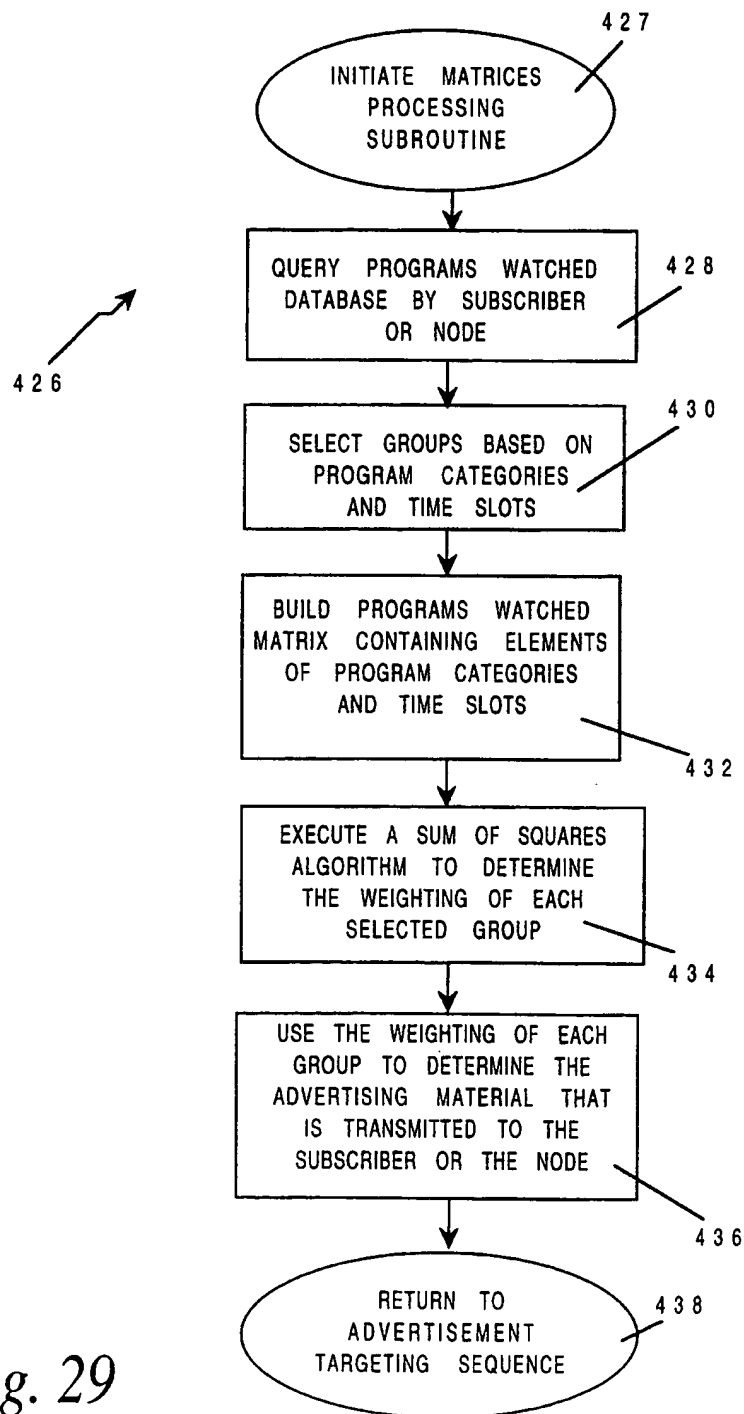 427
INITIATE MATRICES
PROCESSING
SUBROUTINE
QUERY PROGRAMS WATCHED
DATABASE BY SUBSCRIBER
OR NODE
428
426
430
SELECT GROUPS BASED ON
PROGRAM CATEGORIES
AND TIME SLOTS
BUILD PROGRAMS WATCHED
MATRIX CONTAINING ELEMENTS
OF PROGRAM CATEGORIES
AND TIME SLOTS
432
EXECUTE A SUM OF SQUARES
ALGORITHM TO DETERMINE
THE WEIGHTING OF EACH
SELECTED GROUP
434
USE THE WEIGHTING OF EACH
GROUP TO DETERMINE THE
ADVERTISING MATERIAL THAT
IS TRANSMITTED TO THE
SUBSCRIBER OR THE NODE
436
RETURN TO
ADVERTISEMENT
TARGETING SEQUENCE
438
g. 29